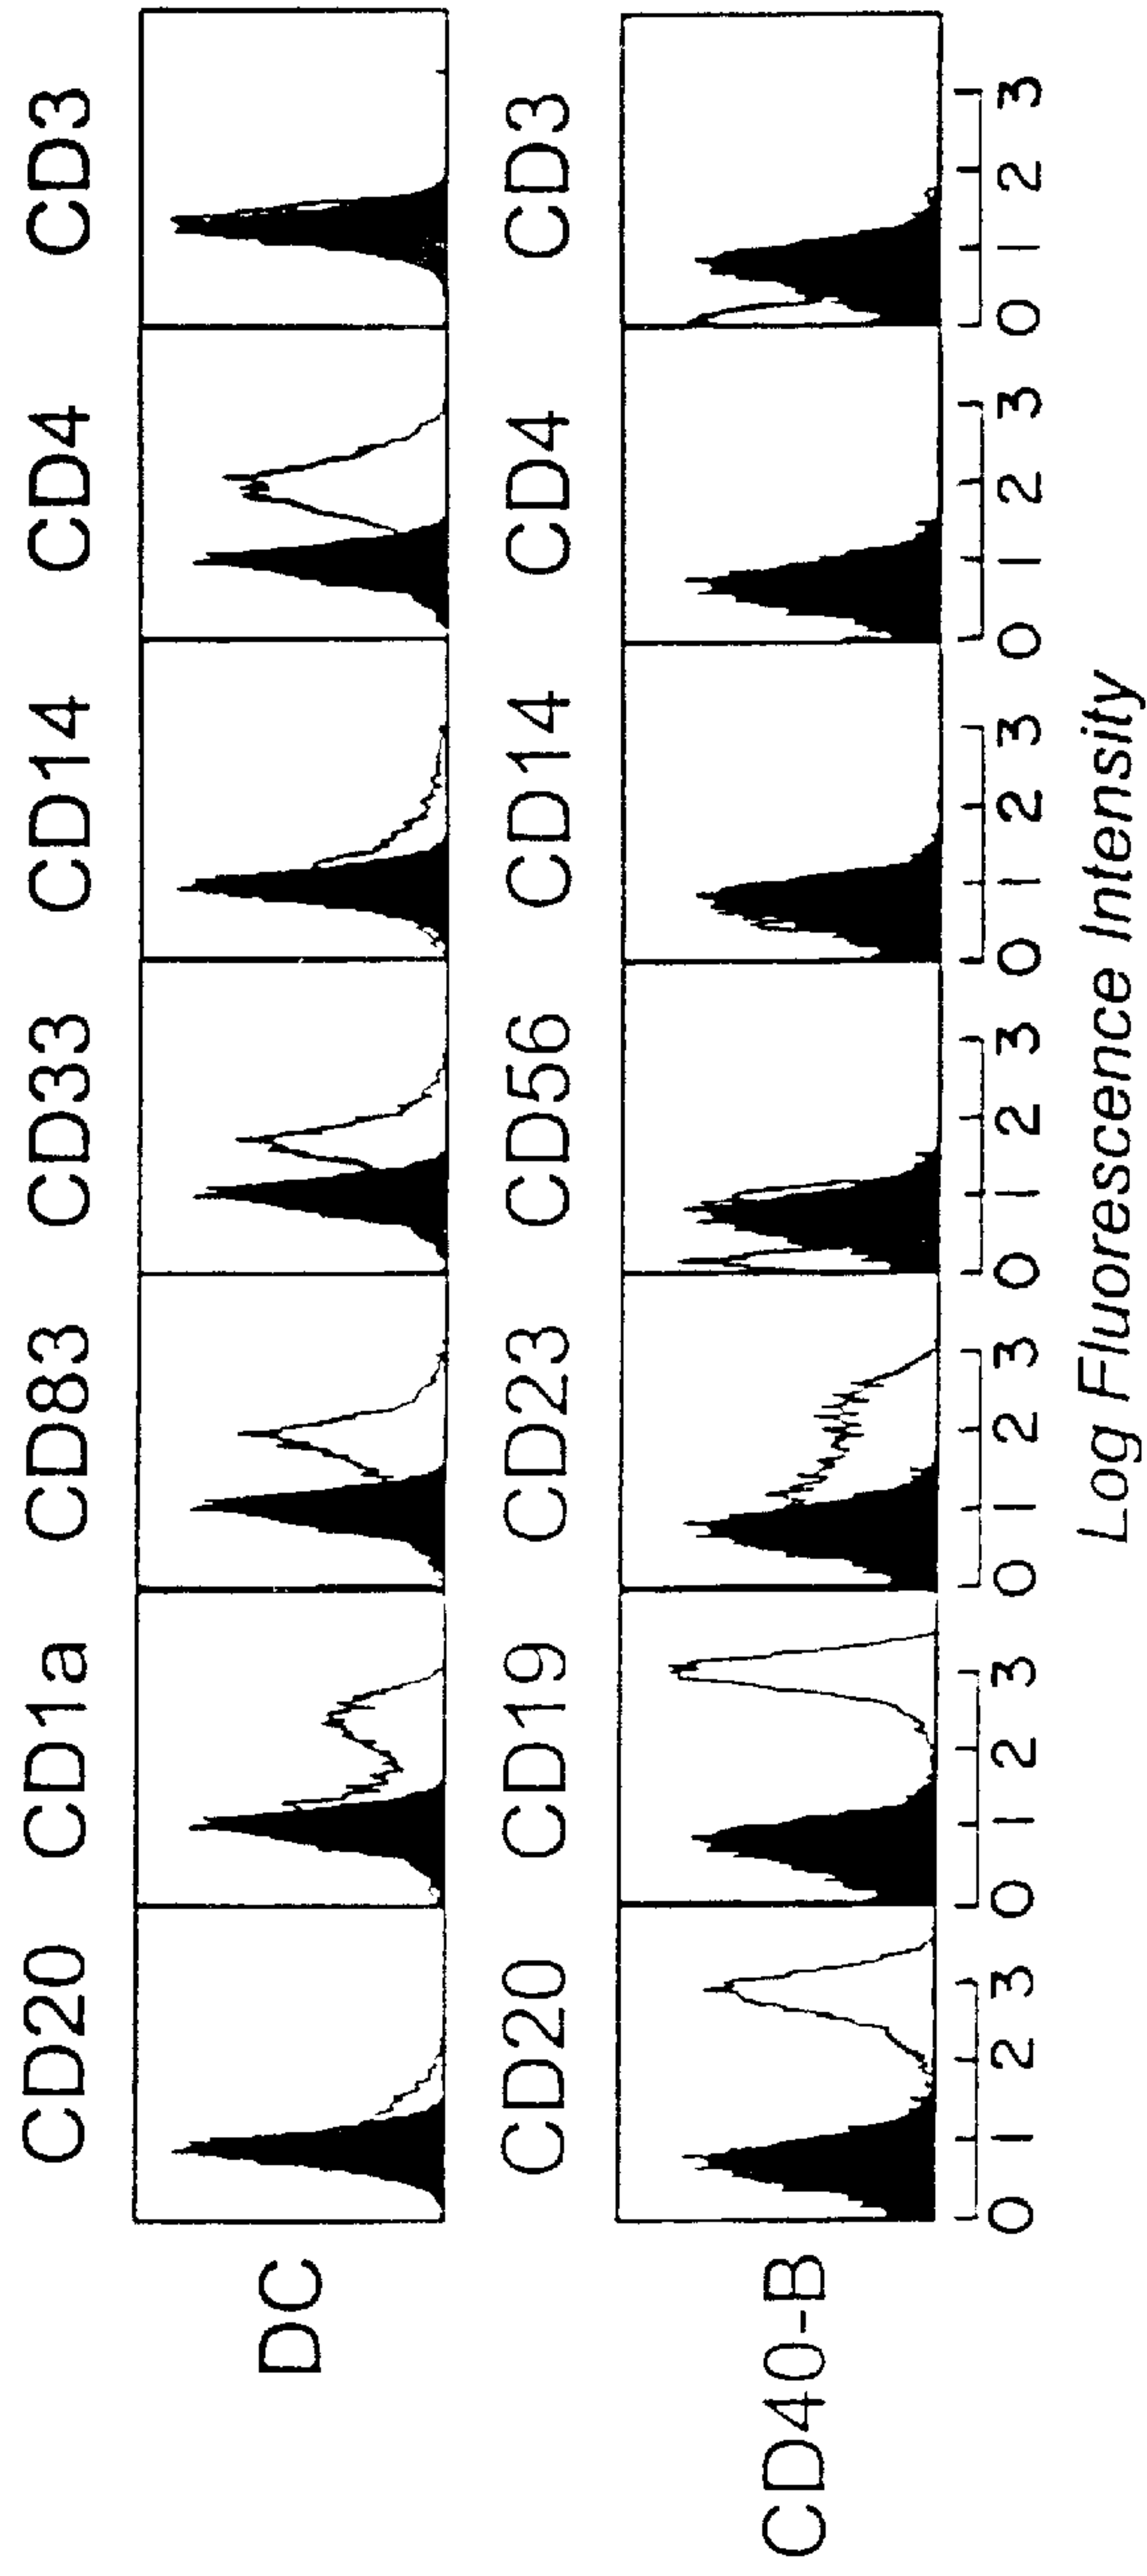 CD20 CD1a CD83 CD33 CD14 CD4 CD3
DC
CD20 CD19 CD23 CD56 CD14 CD4 CD3
CD40-B
0 1 2 3 0 1 2 3 0 1 2 3 0 1 2 3 0 1 2 3 0 1 2 3 0 1 2 3
Log Fluorescence Intensity